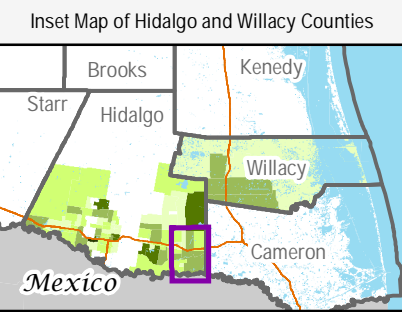 Inset Map of Hidalgo and Willacy Counties
Brooks
Kenedy
Starr
Hidalgo
Willacy
Cameron
Mexico